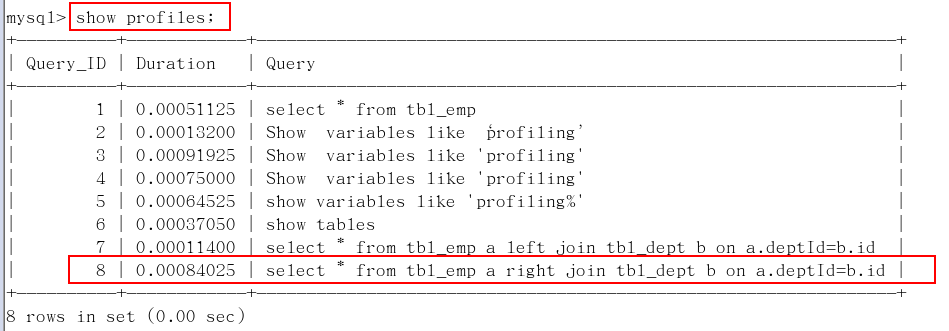 mysql> show profiles;
+----------+------------+-----------------------------------------------------------------+
| Query_ID | Duration | Query |
+----------+------------+-----------------------------------------------------------------+
| 1 | 0.00051125 | select * from tbl_emp |
| 2 | 0.00013200 | Show variables like ‘profiling’ |
| 3 | 0.00091925 | Show variables like 'profiling' |
| 4 | 0.00075000 | Show variables like 'profiling' |
| 5 | 0.00064525 | show variables like 'profiling%' |
| 6 | 0.00037050 | show tables |
| 7 | 0.00011400 | select * from tbl_emp a left join tbl_dept b on a.deptId=b.id |
| 8 | 0.00084025 | select * from tbl_emp a right join tbl_dept b on a.deptId=b.id |
+----------+------------+-----------------------------------------------------------------+
8 rows in set (0.00 sec)